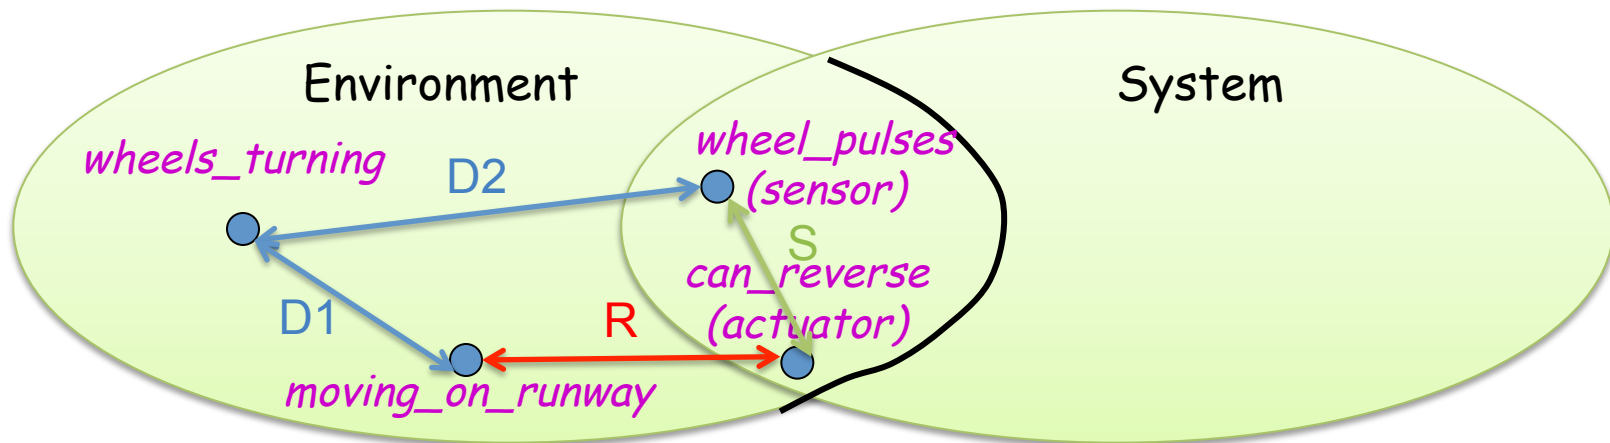 Environment
System
wheels_turning
D2
wheel_pulses
(sensor)
S
can_reverse
(actuator)
D1
R
moving_on_runway